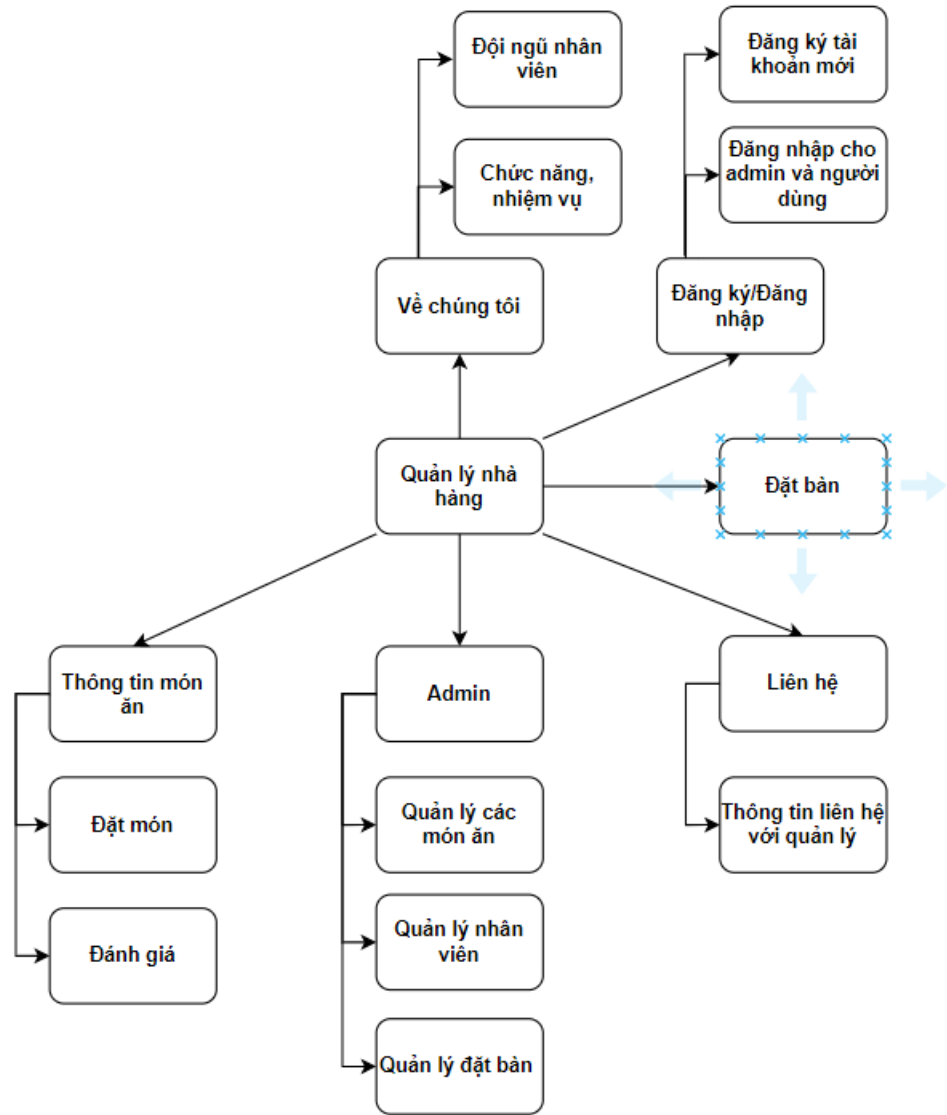 Đội ngũ nhân
viên
Đăng ký tài
khoản mới
Chức năng,
nhiệm vụ
Đăng nhập cho
admin và người
dùng
Về chúng tôi
Đăng ký/Đăng
nhập
Quản lý nhà
hàng
Đặt bàn
Thông tin món
ăn
Admin
Liên hệ
Đặt món
Quản lý các
món ăn
Thông tin liên hệ
với quản lý
Đánh giá
Quản lý nhân
viên
Quản lý đặt bàn